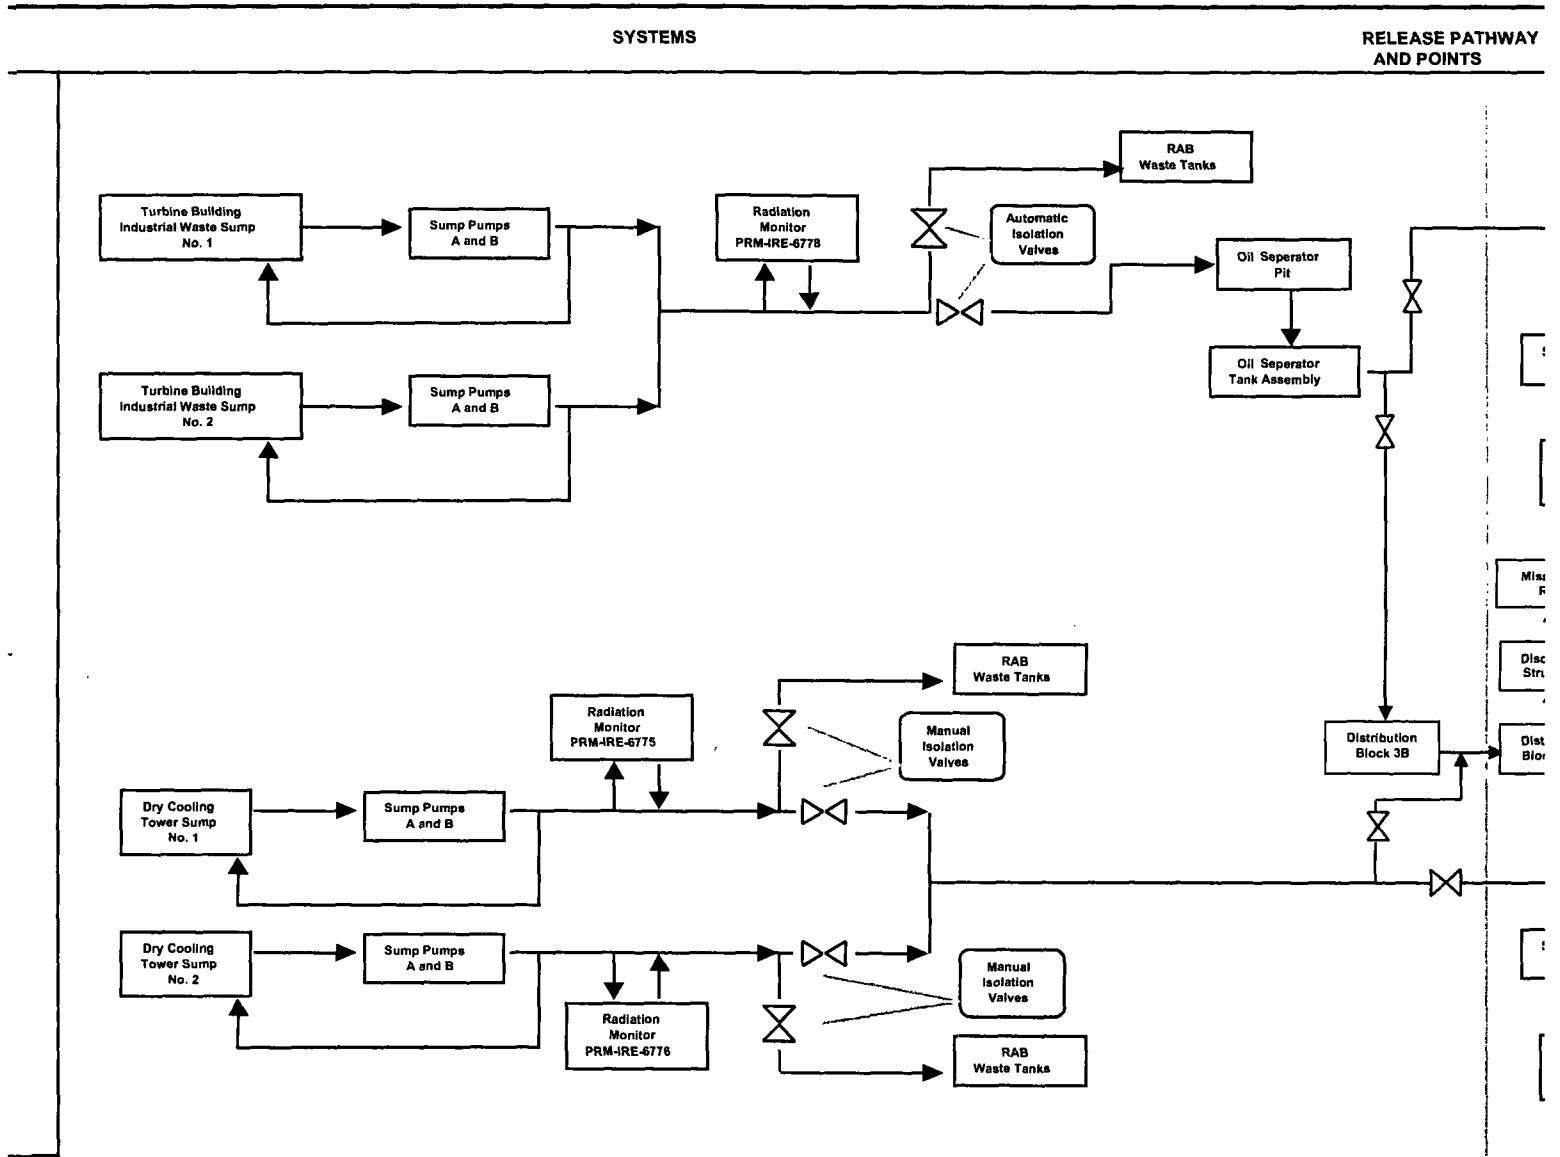 SYSTEMS
RELEASE PATHWAY
AND POINTS
RAB
Waste Tanks
Turbine Building
Industrial Waste Sump
No. 1
Sump Pumps
A and B
Radiation
Monitor
PRM-IRE-6778
Automatic
Isolation
Valves
Oil Seperator
Pit
Oil Seperator
Tank Assembly
Turbine Building
Industrial Waste Sump
No. 2
Sump Pumps
A and B
RAB
Waste Tanks
Radiation
Monitor
PRM-IRE-6775
Manual
Isolation
Valves
Distribution
Block 3B
Dry Cooling
Tower Sump
No. 1
Sump Pumps
A and B
Dry Cooling
Tower Sump
No. 2
Sump Pumps
A and B
Manual
Isolation
Valves
Radiation
Monitor
PRM-IRE-6776
RAB
Waste Tanks